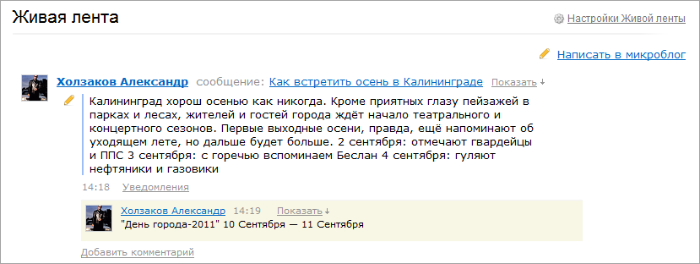 Живая лента
Настройки Живой ленты
Написать в микроблог
Холзаков Александр сообщение: Как встретить осень в Калининграде Показать
Калининград хорош осенью как никогда. Кроме приятных глазу пейзажей в
парках и лесах, жителей и гостей города ждёт начало театрального и
концертного сезонов. Первые выходные осени, правда, ещё напоминают об
уходящем лете, но дальше будет больше. 2 сентября: отмечают гвардейцы
и ППС 3 сентября: с горечью вспоминаем Беслан 4 сентября: гуляют
нефтяники и газовики
14:18 Уведомления
Холзаков Александр 14:19 Показать
"День города-2011" 10 Сентября — 11 Сентября
Добавить комментарий